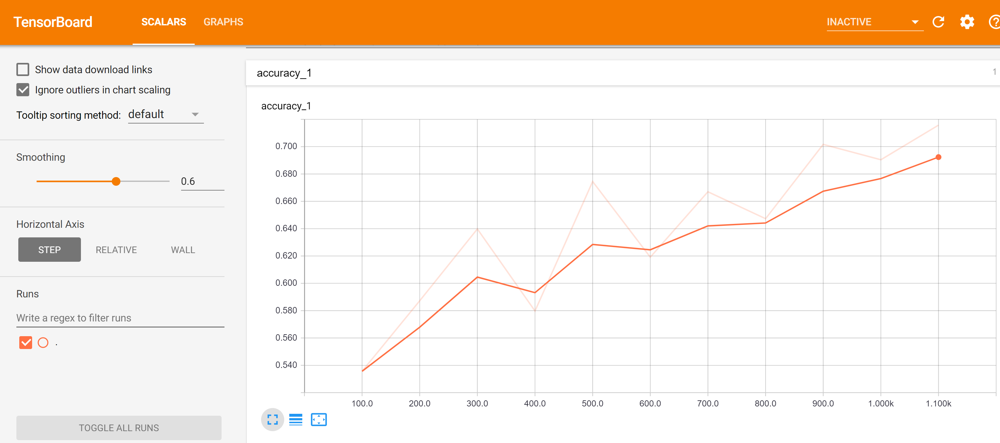 TensorBoard SCALARS GRAPHS INACTIVE
Show data download links
Ignore outliers in chart scaling
Tooltip sorting method: default
Smoothing
0.6
Horizontal Axis
STEP RELATIVE WALL
Runs
Write a regex to filter runs
.
TOGGLE ALL RUNS
accuracy_1 1
accuracy_1
0.700
0.680
0.660
0.640
0.620
0.600
0.580
0.560
0.540
100.0 200.0 300.0 400.0 500.0 600.0 700.0 800.0 900.0 1.000k 1.100k